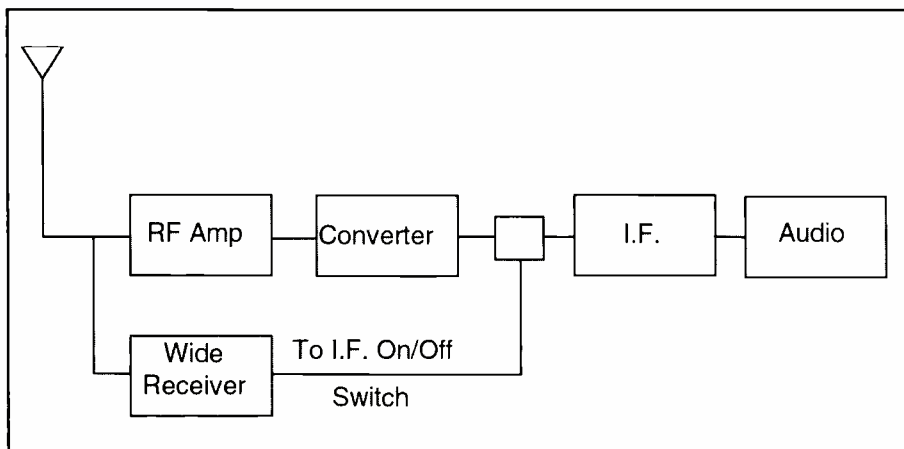 RF Amp
Converter
I.F.
Audio
Wide
Receiver
To I.F. On/Off
Switch